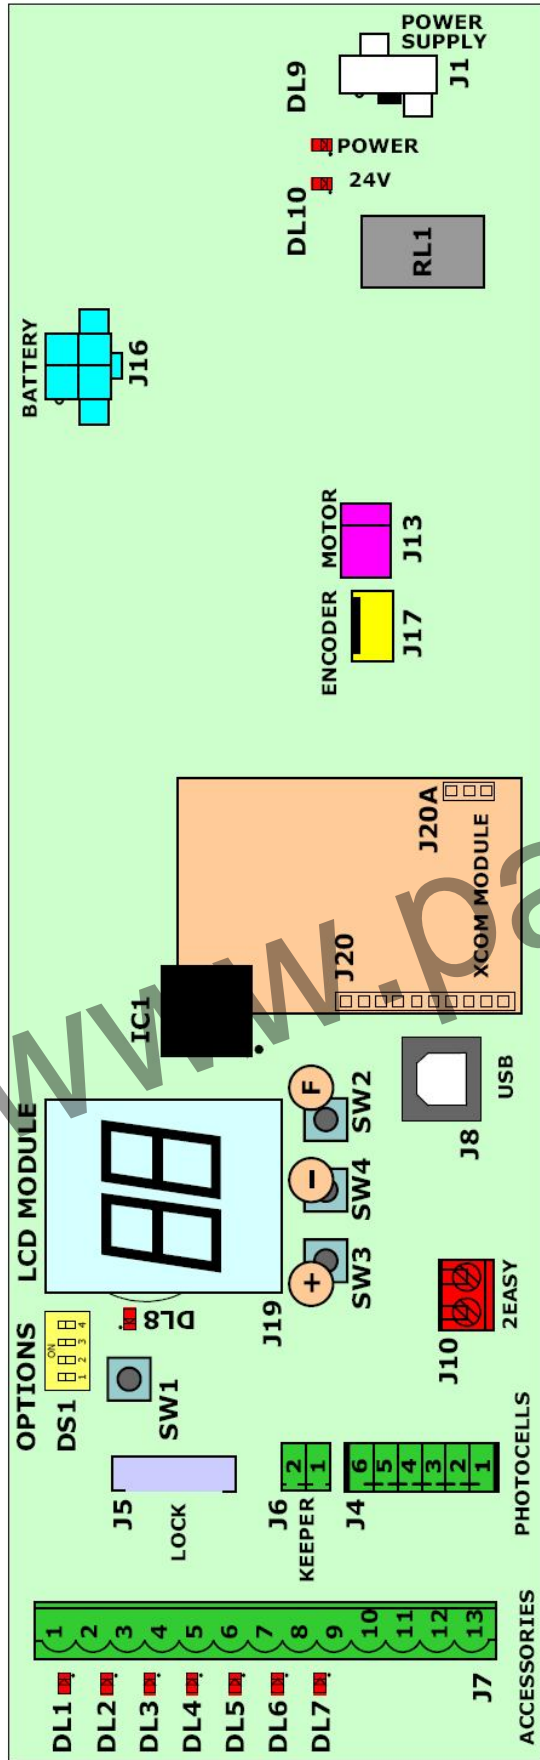 POWER
SUPPLY
J1
DL9
POWER
24V
DL10
RL1
BATTERY
J16
MOTOR
J13
ENCODER
J17
J20A
XCOM MODULE
J20
IC1
www.pa
LCD MODULE
F
SW2
USB
J8
−
SW4
+
SW3
J19
2EASY
J10
DL8
OPTIONS
ON
1 2 3 4
DS1
SW1
J5
LOCK
J6
2 1
KEEPER
J4
6 5 4 3 2 1
PHOTOCELLS
1 2 3 4 5 6 7 8 9 10 11 12 13
J7
ACCESSORIES
DL1
DL2
DL3
DL4
DL5
DL6
DL7